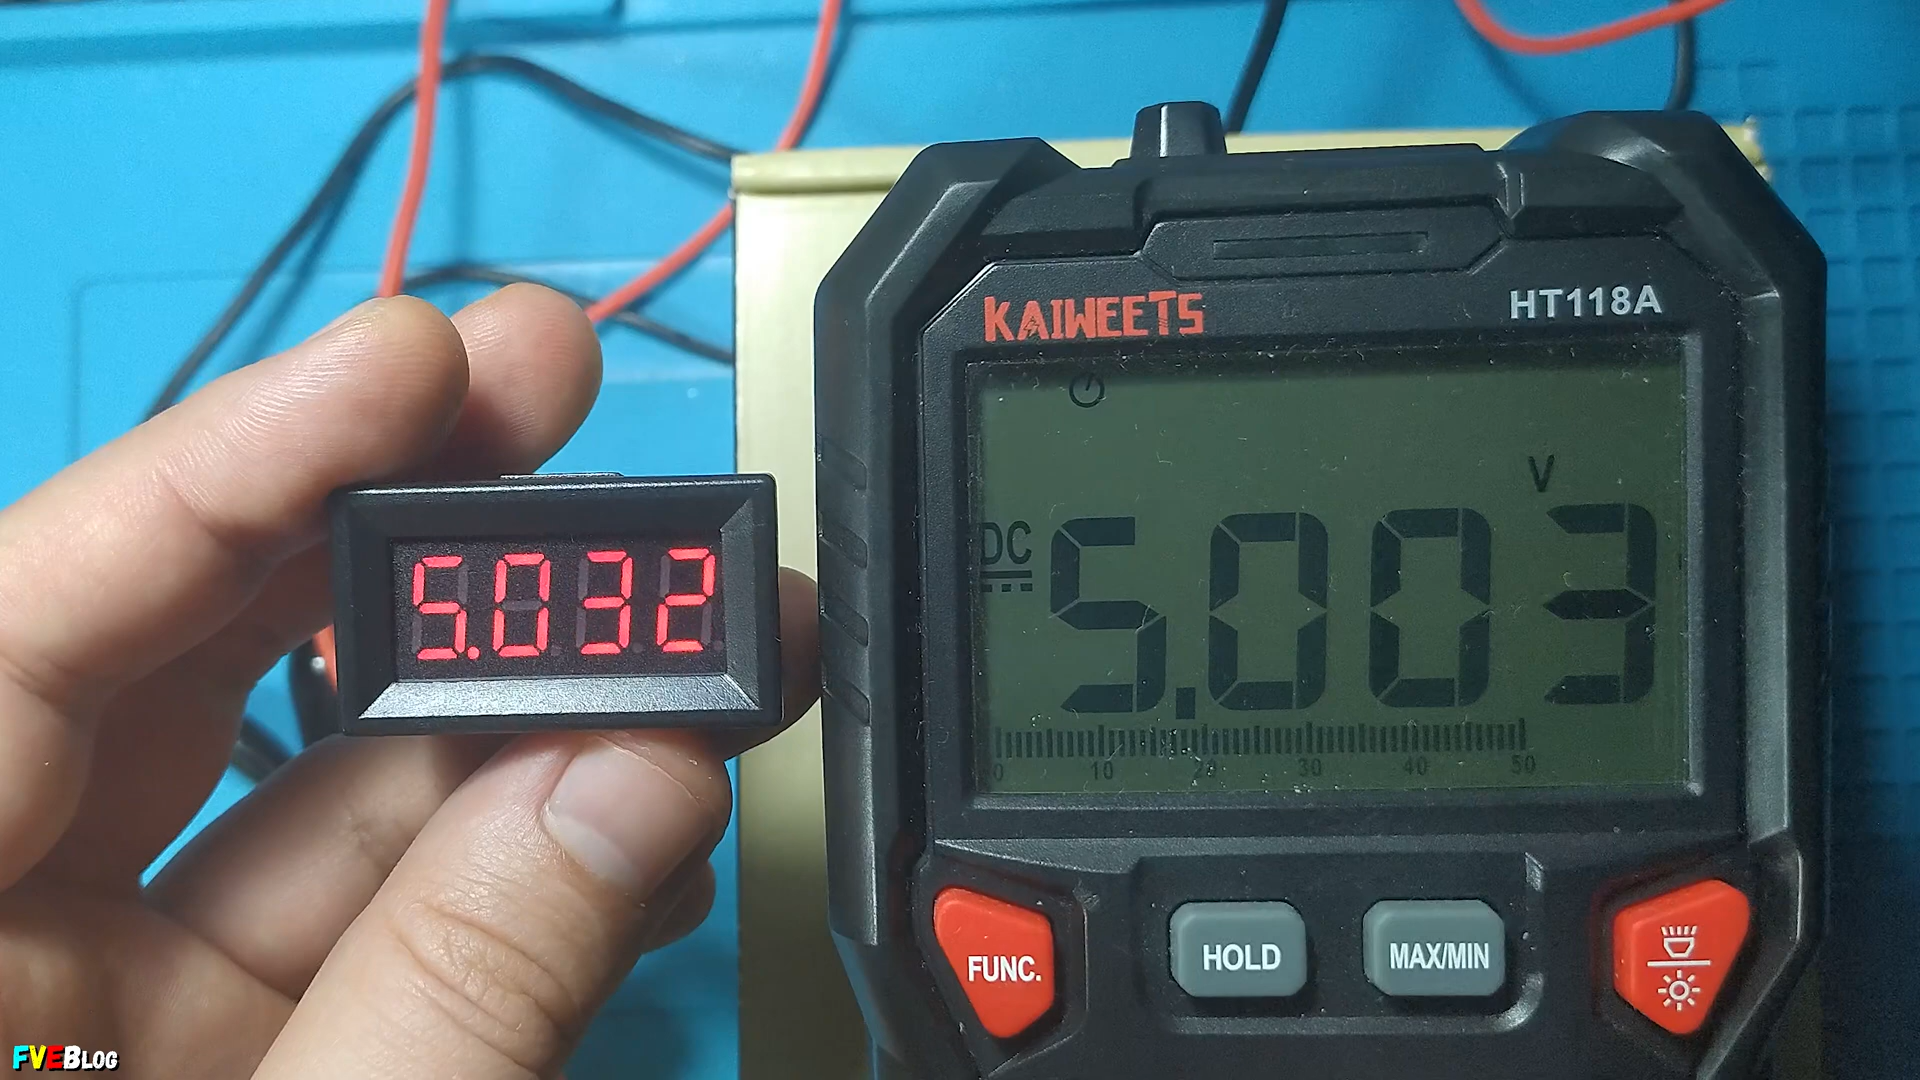 KAIWEETS
HT118A
V
DC
5.032
5.003
0 10 20 30 40 50
FUNC.
HOLD
MAX/MIN
FVEBLOG